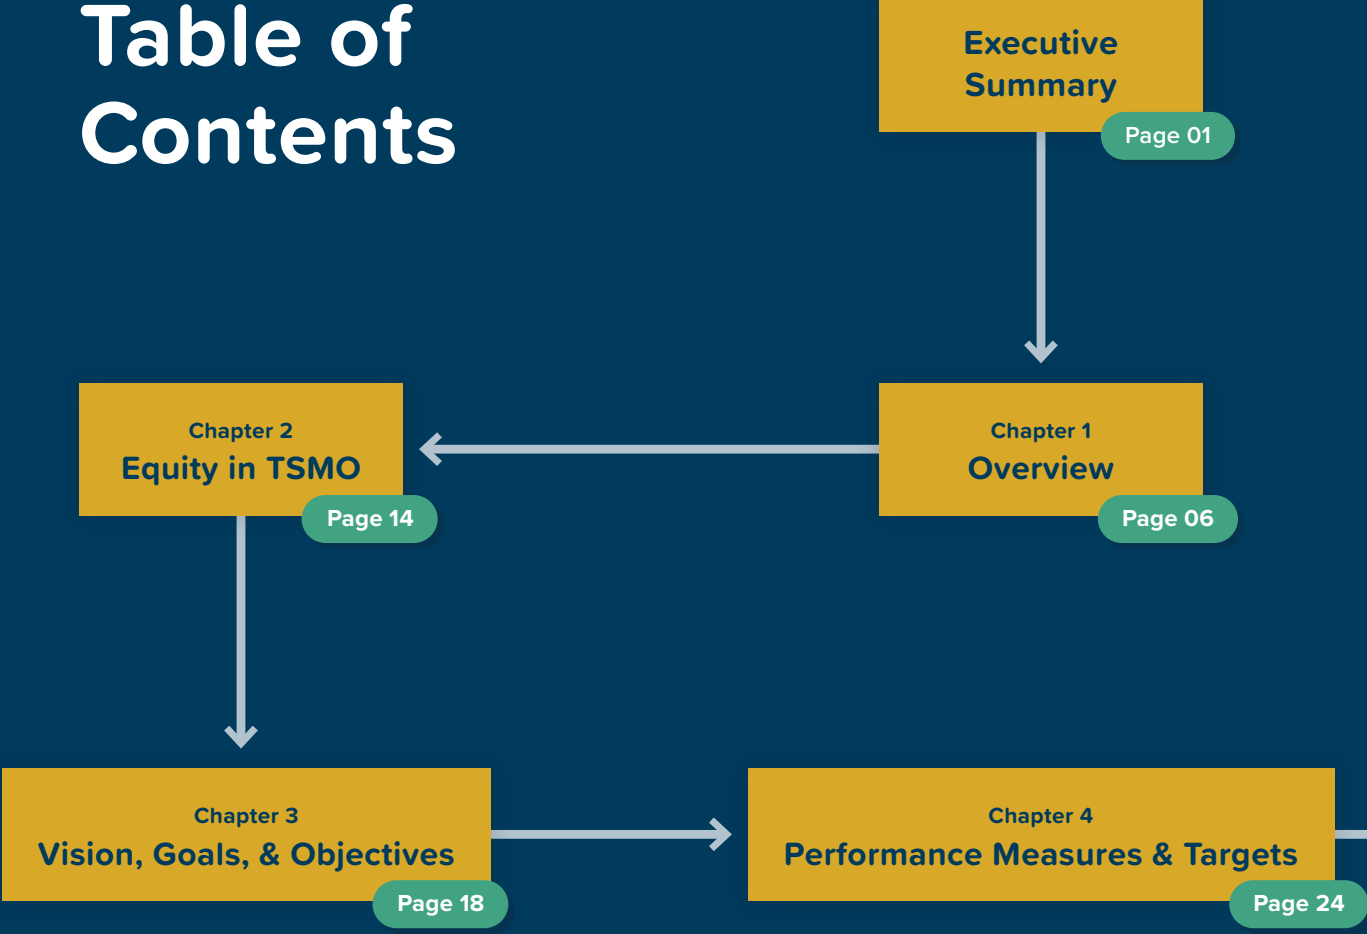 Table of
Contents
Executive
Summary
Page 01
Chapter 1
Overview
Page 06
Chapter 2
Equity in TSMO
Page 14
Chapter 3
Vision, Goals, & Objectives
Page 18
Chapter 4
Performance Measures & Targets
Page 24